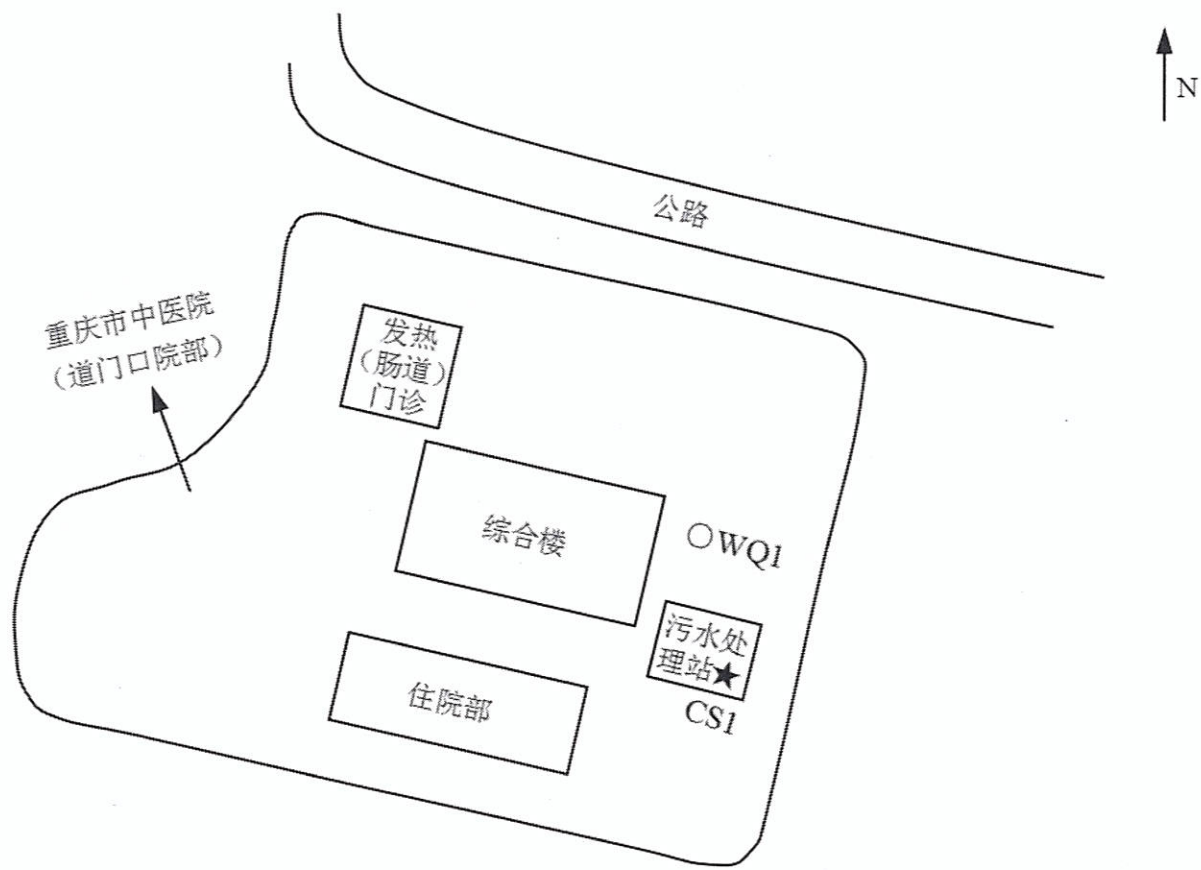 N
公路
重庆市中医院
（道门口院部）
发热
（肠道）
门诊
综合楼
WQ1
污水处
理站
CS1
住院部